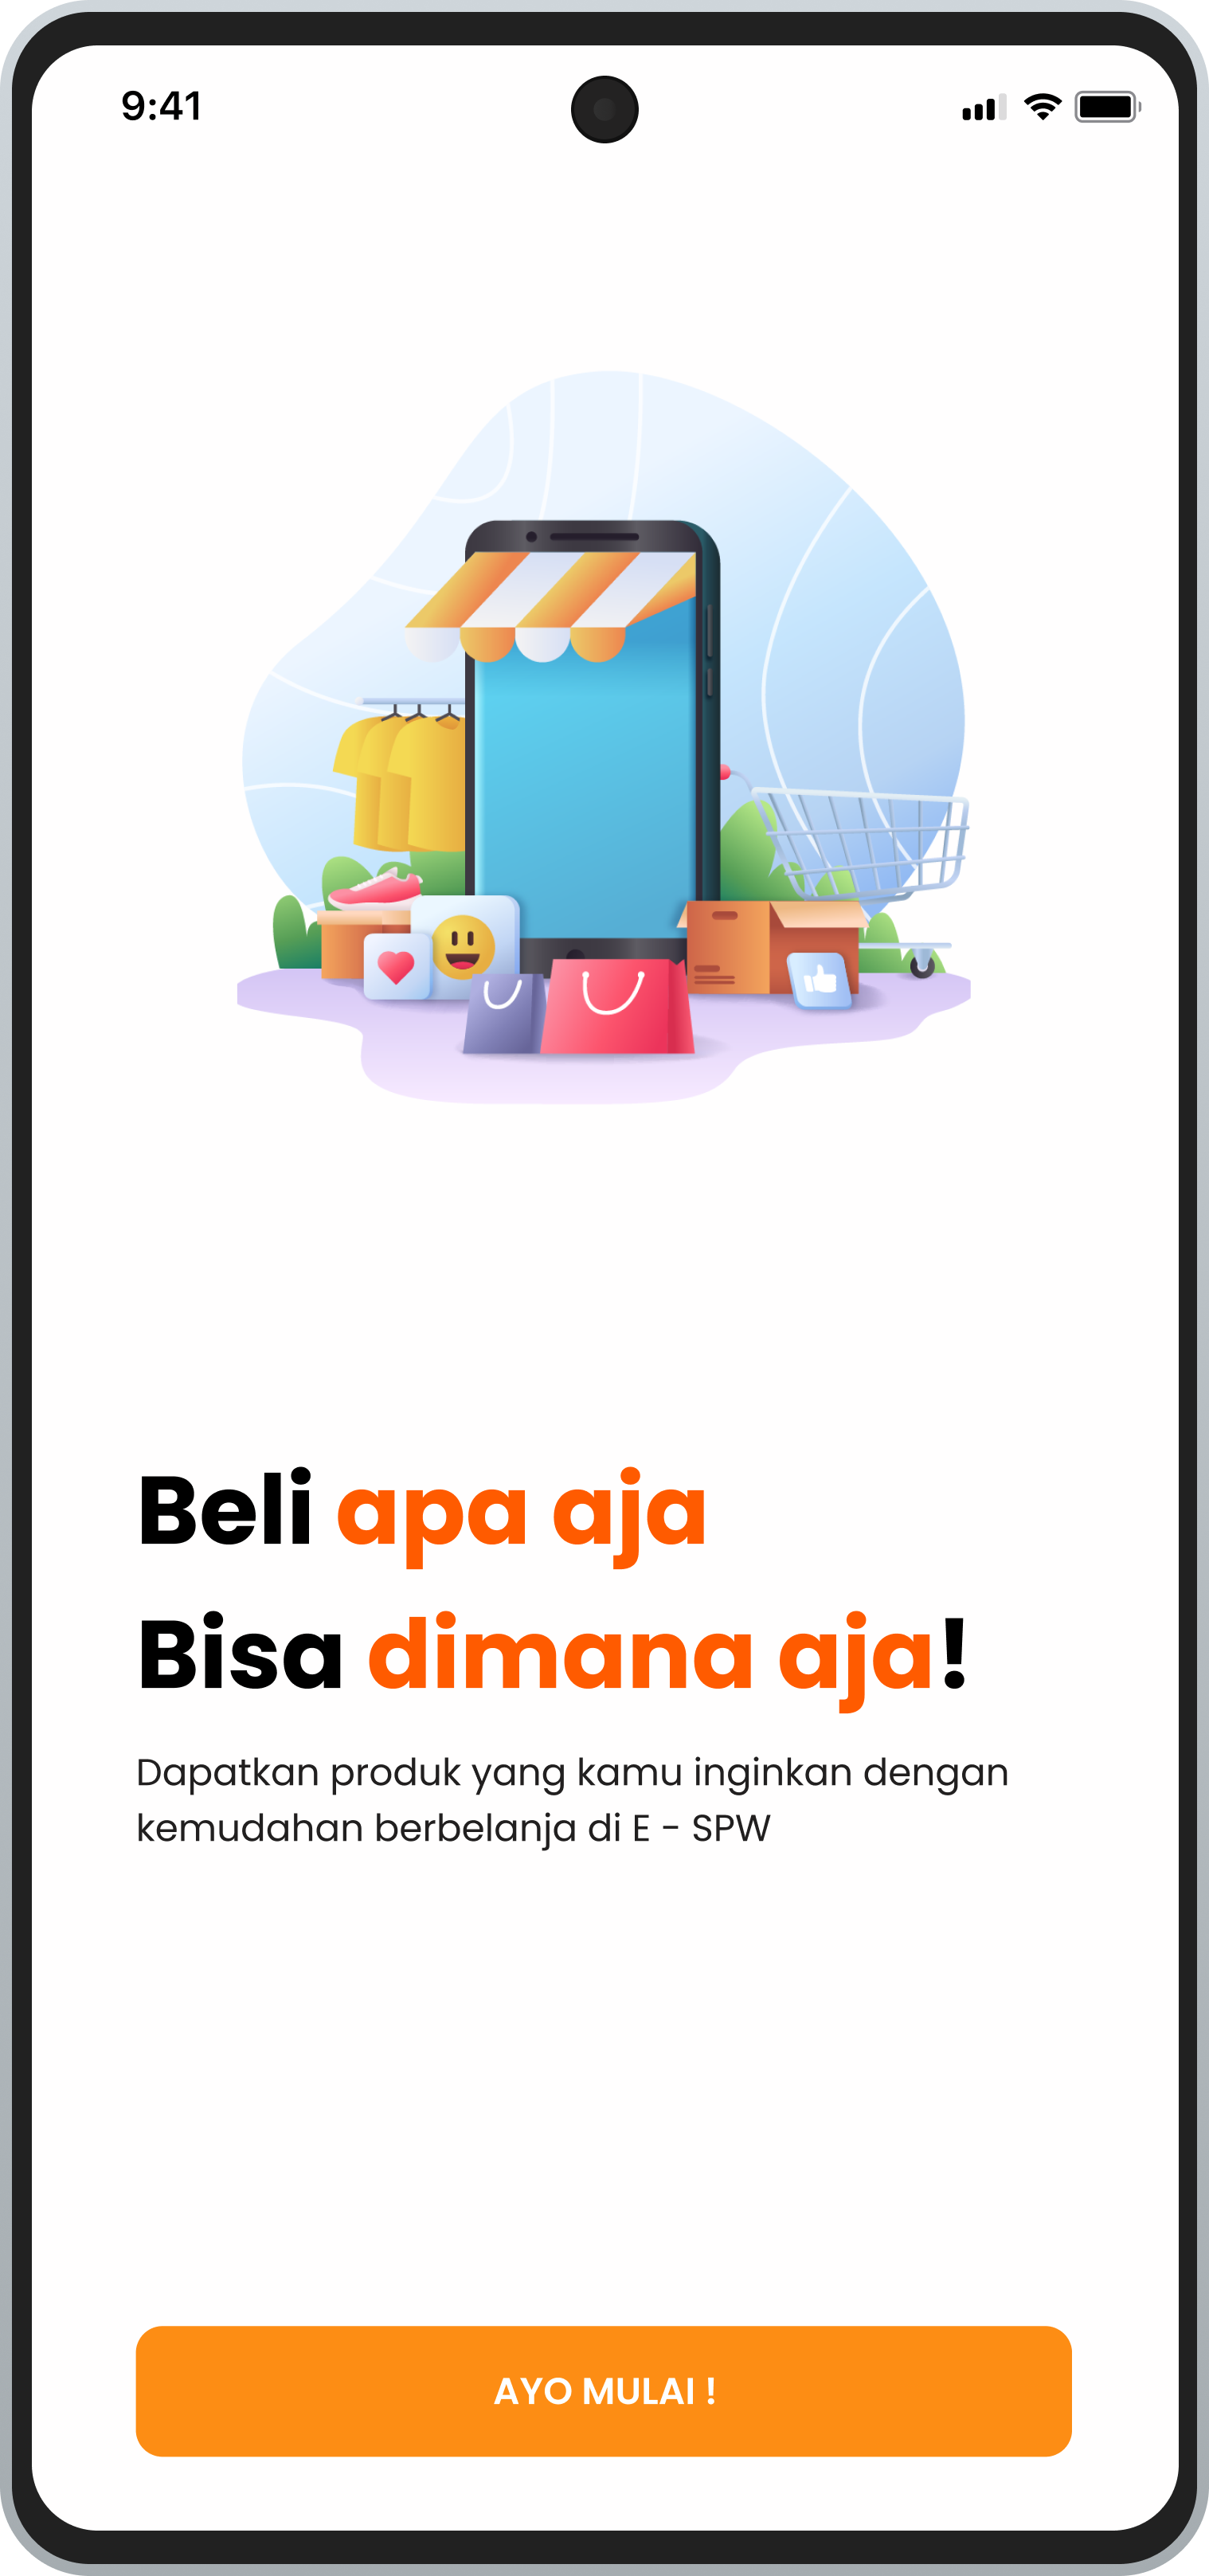 9:41
Beli apa aja
Bisa dimana aja!
Dapatkan produk yang kamu inginkan dengan
kemudahan berbelanja di E - SPW
AYO MULAI !